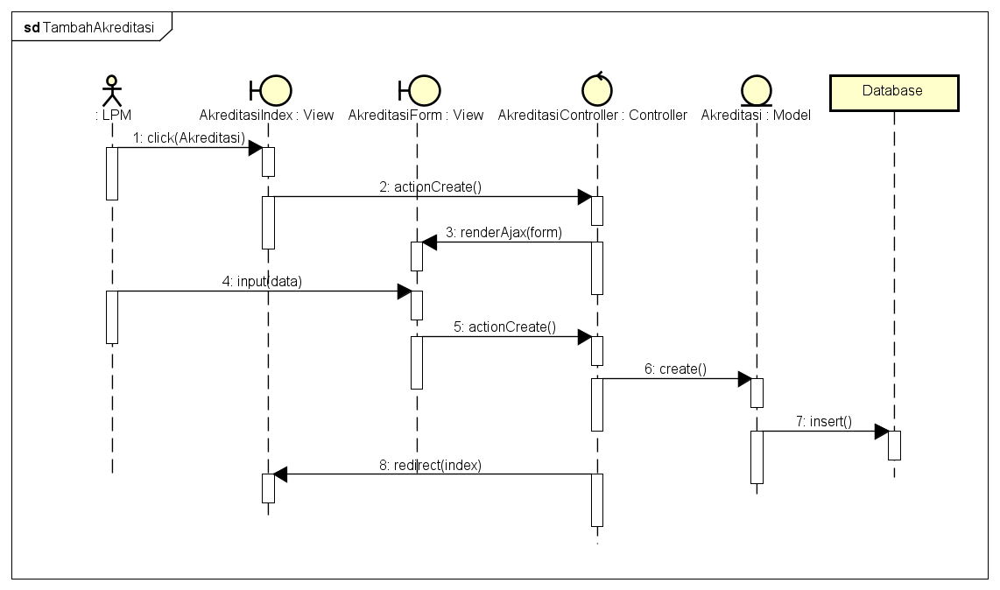 sd TambahAkreditasi
: LPM
AkreditasiIndex : View
AkreditasiForm : View
AkreditasiController : Controller
Akreditasi : Model
Database
1: click(Akreditasi)
2: actionCreate()
3: renderAjax(form)
4: input(data)
5: actionCreate()
6: create()
7: insert()
8: redirect(index)